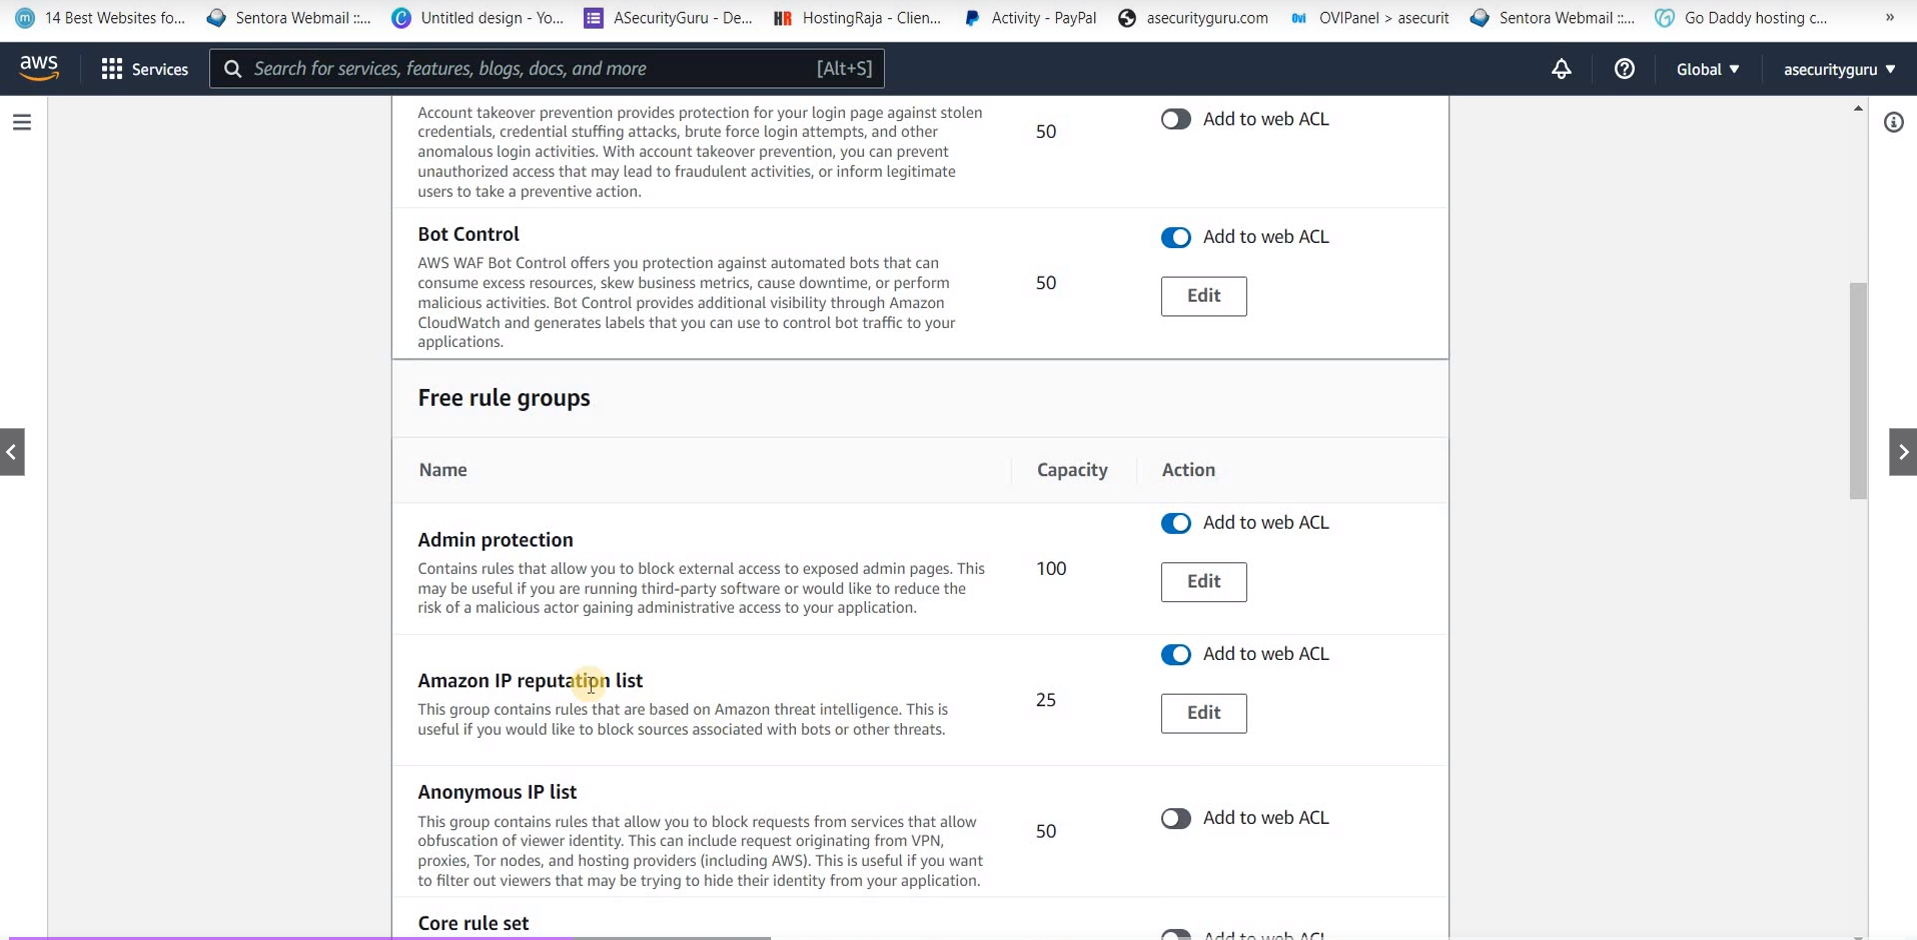 14 Best Websites fo... Sentora Webmail ::... Untitled design - Yo... ASecurityGuru - De... HR HostingRaja - Clien... Activity - PayPal asecurityguru.com Ovi OVIPanel > asecurit Sentora Webmail ::... Go Daddy hosting c... »
aws Services Search for services, features, blogs, docs, and more [Alt+S] Global ▼ asecurityguru ▼
Account takeover prevention provides protection for your login page against stolen
credentials, credential stuffing attacks, brute force login attempts, and other
anomalous login activities. With account takeover prevention, you can prevent
unauthorized access that may lead to fraudulent activities, or inform legitimate
users to take a preventive action.
50
Add to web ACL
Bot Control
AWS WAF Bot Control offers you protection against automated bots that can
consume excess resources, skew business metrics, cause downtime, or perform
malicious activities. Bot Control provides additional visibility through Amazon
CloudWatch and generates labels that you can use to control bot traffic to your
applications.
50
Add to web ACL
Edit
Free rule groups
Name Capacity Action
Admin protection
Contains rules that allow you to block external access to exposed admin pages. This
may be useful if you are running third-party software or would like to reduce the
risk of a malicious actor gaining administrative access to your application.
100
Add to web ACL
Edit
Amazon IP reputation list
This group contains rules that are based on Amazon threat intelligence. This is
useful if you would like to block sources associated with bots or other threats.
25
Add to web ACL
Edit
Anonymous IP list
This group contains rules that allow you to block requests from services that allow
obfuscation of viewer identity. This can include request originating from VPN,
proxies, Tor nodes, and hosting providers (including AWS). This is useful if you want
to filter out viewers that may be trying to hide their identity from your application.
50
Add to web ACL
Core rule set
Add to web ACL